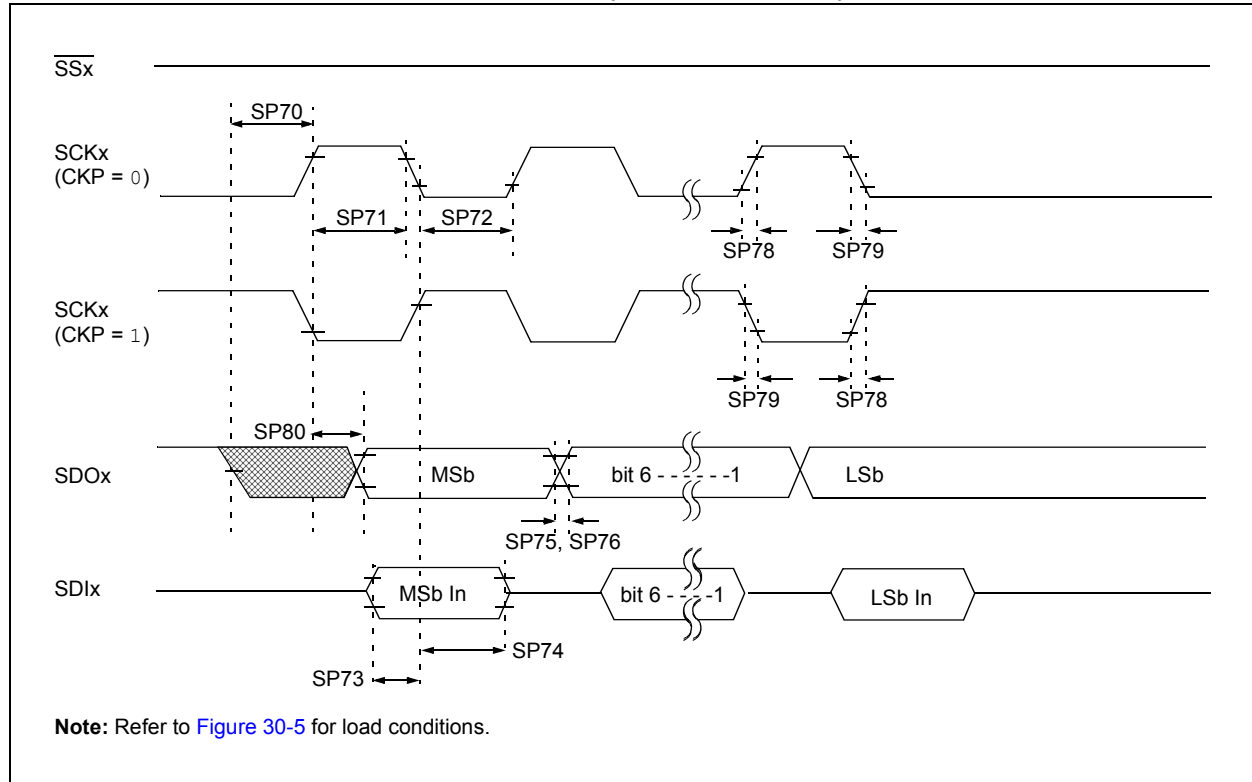 SSx
SP70
SCKx
(CKP = 0)
SP71 SP72
SP78 SP79
SCKx
(CKP = 1)
SP79 SP78
SP80
SDOx MSb bit 6 - - - - - -1 LSb
SP75, SP76
SDIx MSb In bit 6 - - - - -1 LSb In
SP74
SP73
Note: Refer to Figure 30-5 for load conditions.